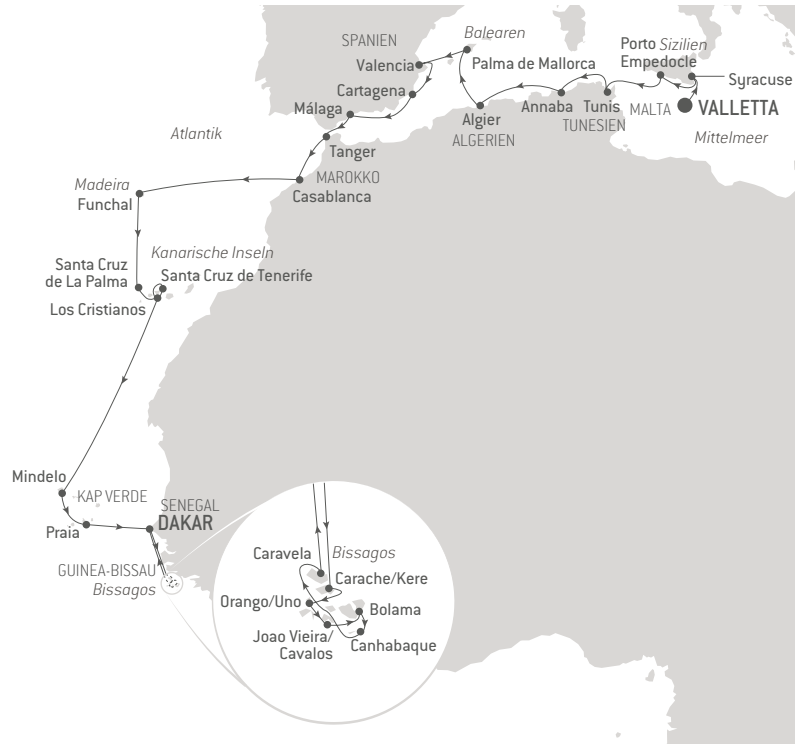 SPANIEN
Balearen
Valencia
Palma de Mallorca
Cartagena
Málaga
Porto
Empedocle
Sizilien
Syracuse
Algier
ALGERIEN
Annaba
Tunis
TUNESIEN
MALTA
VALLETTA
Mittelmeer
Atlantik
Tanger
MAROKKO
Casablanca
Madeira
Funchal
Kanarische Inseln
Santa Cruz
de La Palma
Santa Cruz de Tenerife
Los Cristianos
Mindelo
KAP VERDE
Praia
SENEGAL
DAKAR
GUINEA-BISSAU
Bissagos
Caravela
Bissagos
Carache/Kere
Orango/Uno
Bolama
Joao Vieira/
Cavalos
Canhabaque